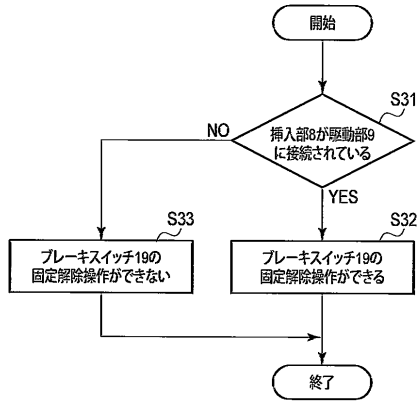 開始
S31
挿入部8が駆動部9
に接続されている
NO
YES
S33
ブレーキスイッチ19の
固定解除操作ができない
S32
ブレーキスイッチ19の
固定解除操作ができる
終了